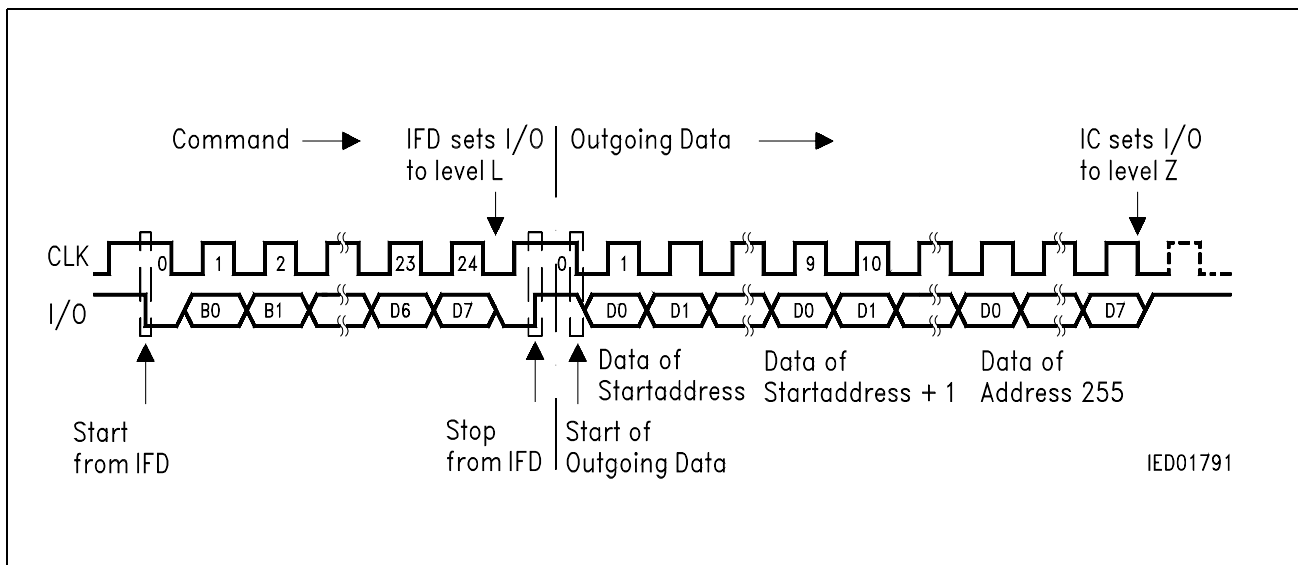 Command
IFD sets I/O
to level L
Outgoing Data
IC sets I/O
to level Z
CLK
0 1 2 23 24 0 1 9 10
I/O
B0 B1 D6 D7 D0 D1 D0 D1 D0 D7
Data of
Startaddress
Data of
Startaddress + 1
Data of
Address 255
Start
from IFD
Stop
from IFD
Start of
Outgoing Data
IED01791